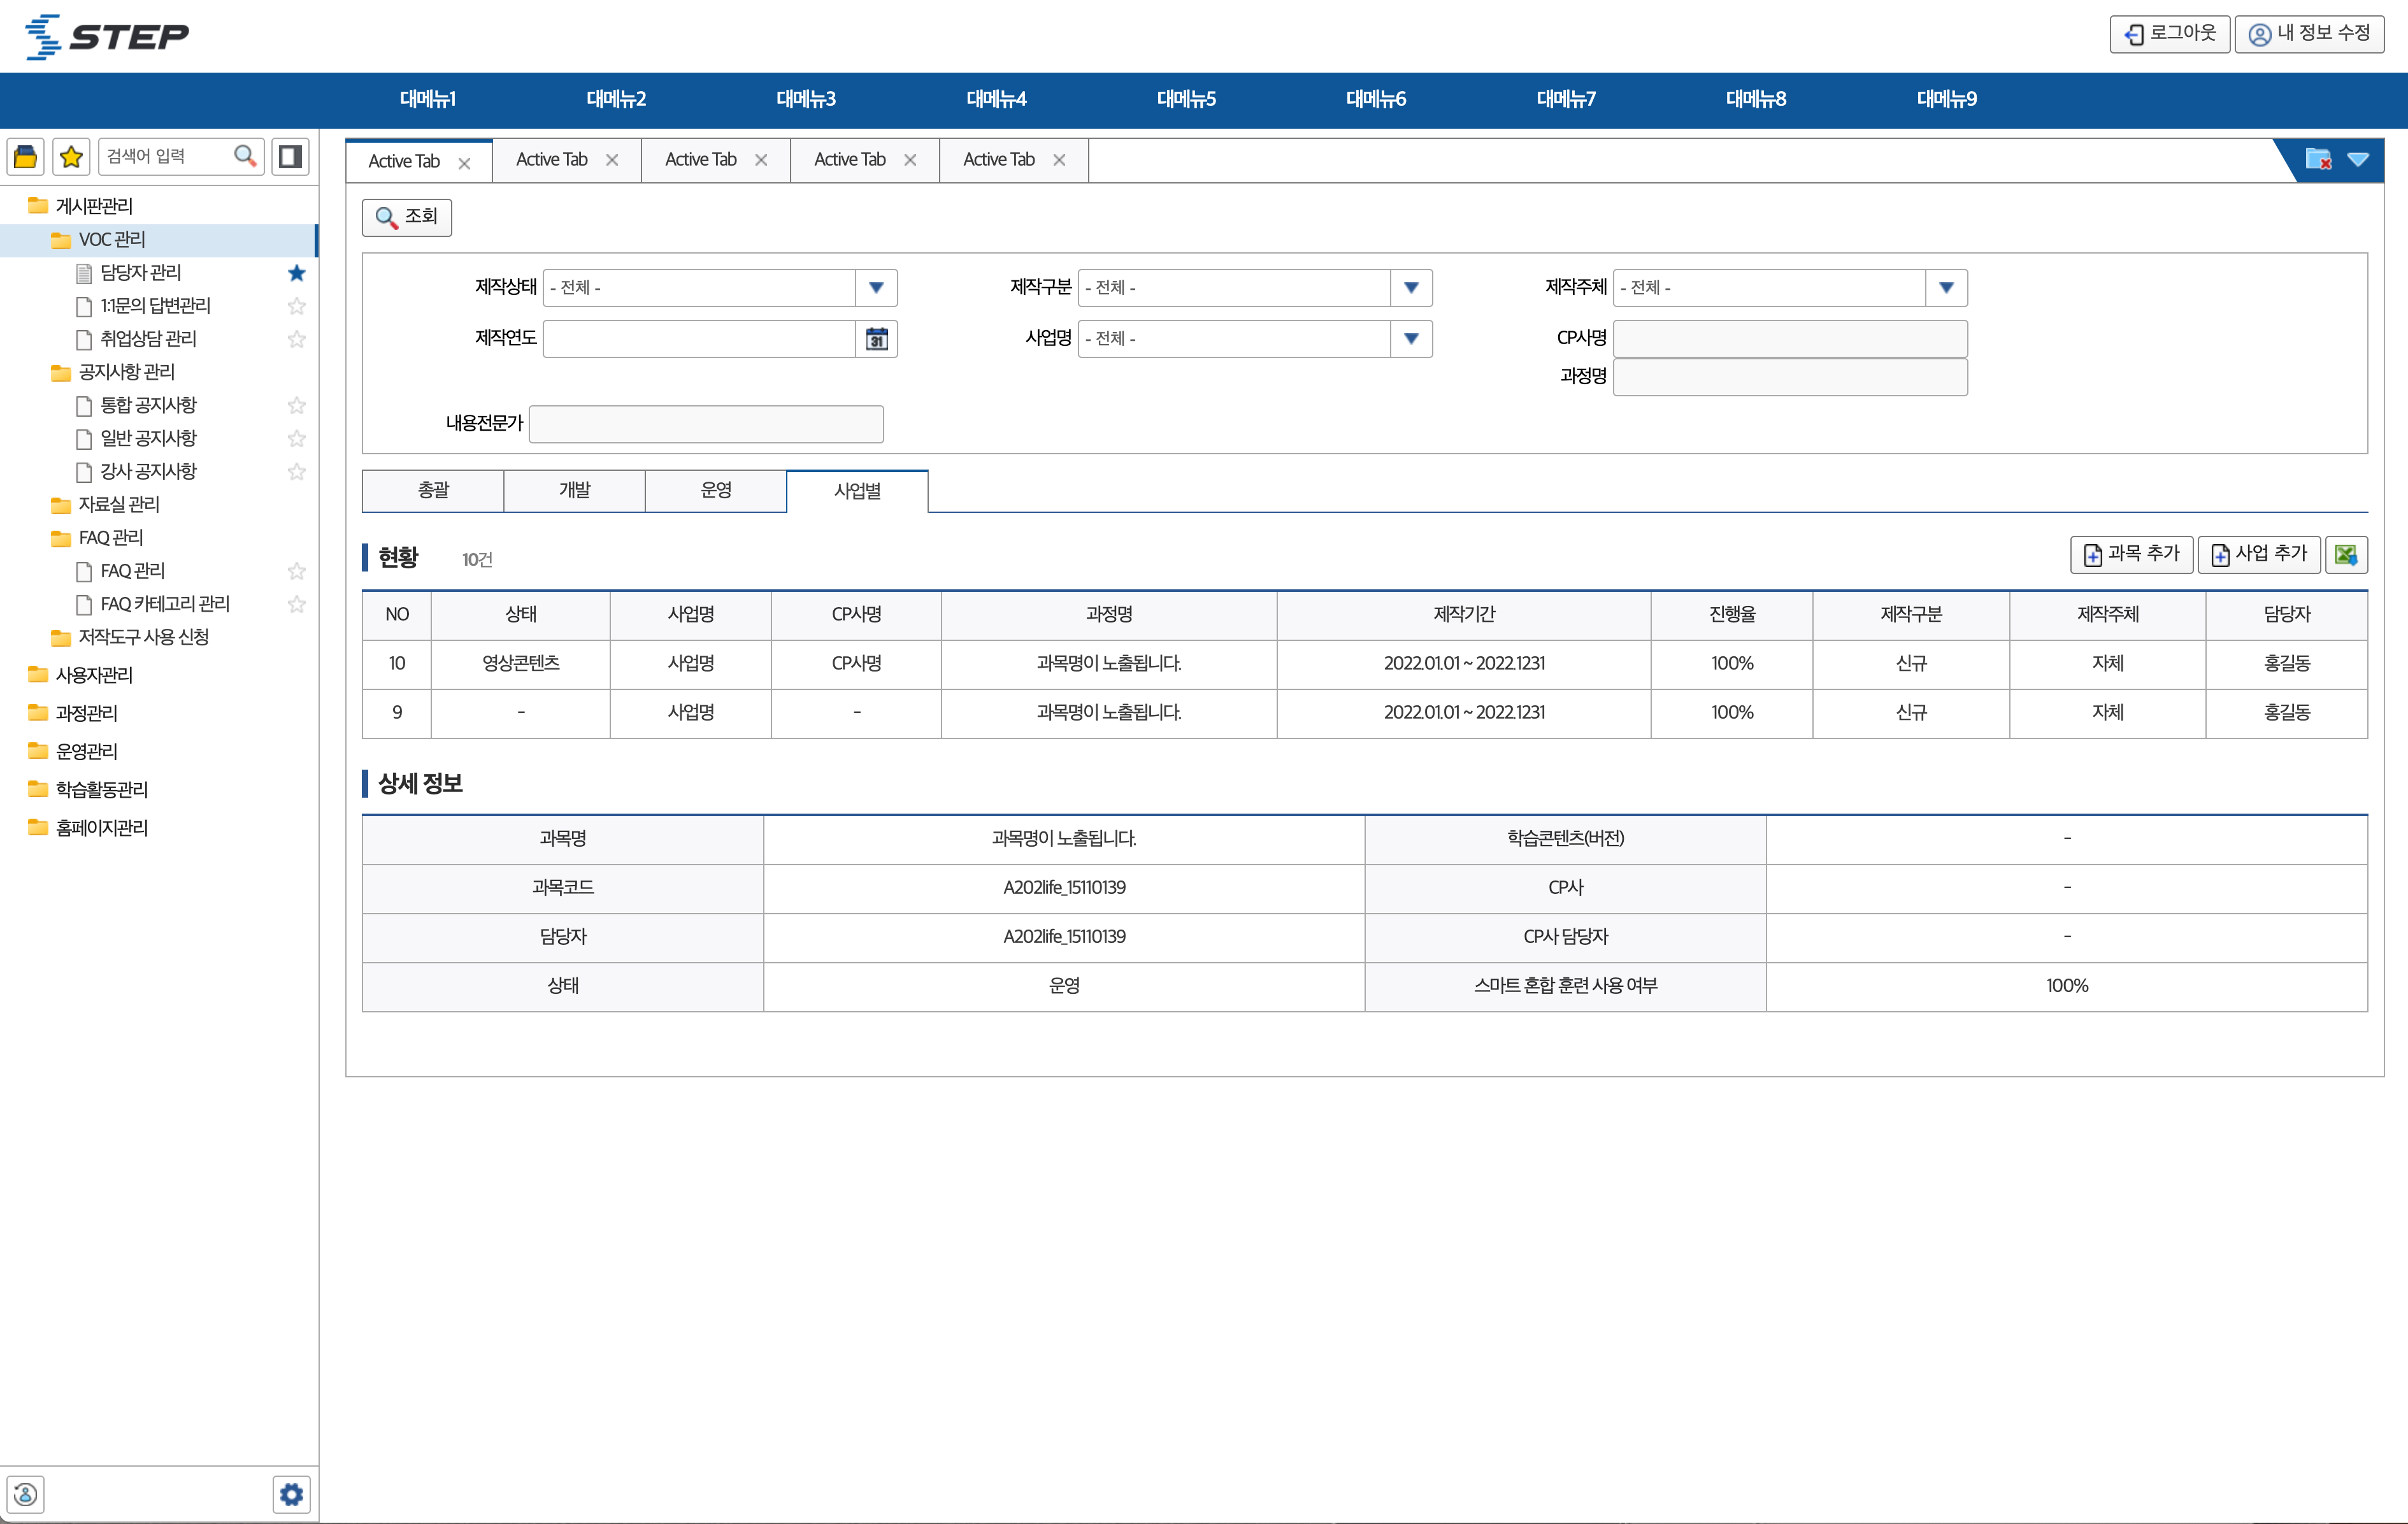 STEP
로그아웃 내 정보 수정
대메뉴1 대메뉴2 대메뉴3 대메뉴4 대메뉴5 대메뉴6 대메뉴7 대메뉴8 대메뉴9
검색어 입력
게시판관리
VOC 관리
담당자 관리
1:1문의 답변관리
취업상담 관리
공지사항 관리
통합 공지사항
일반 공지사항
강사 공지사항
자료실 관리
FAQ 관리
FAQ 관리
FAQ 카테고리 관리
저작도구 사용 신청
사용자관리
과정관리
운영관리
학습활동관리
홈페이지관리
Active Tab Active Tab Active Tab Active Tab Active Tab
조회
제작상태 - 전체 - 제작구분 - 전체 - 제작주체 - 전체 -
제작연도 31 사업명 - 전체 - CP사명
과정명
내용전문가
총괄 개발 운영 사업별
현황 10건 과목 추가 사업 추가
NO 상태 사업명 CP사명 과정명 제작기간 진행율 제작구분 제작주체 담당자
10 영상콘텐츠 사업명 CP사명 과목명이 노출됩니다. 2022.01.01 ~ 2022.1231 100% 신규 자체 홍길동
9 - 사업명 - 과목명이 노출됩니다. 2022.01.01 ~ 2022.1231 100% 신규 자체 홍길동
상세 정보
과목명 과목명이 노출됩니다. 학습콘텐츠(버전) -
과목코드 A202life_15110139 CP사 -
담당자 A202life_15110139 CP사 담당자 -
상태 운영 스마트 혼합 훈련 사용 여부 100%